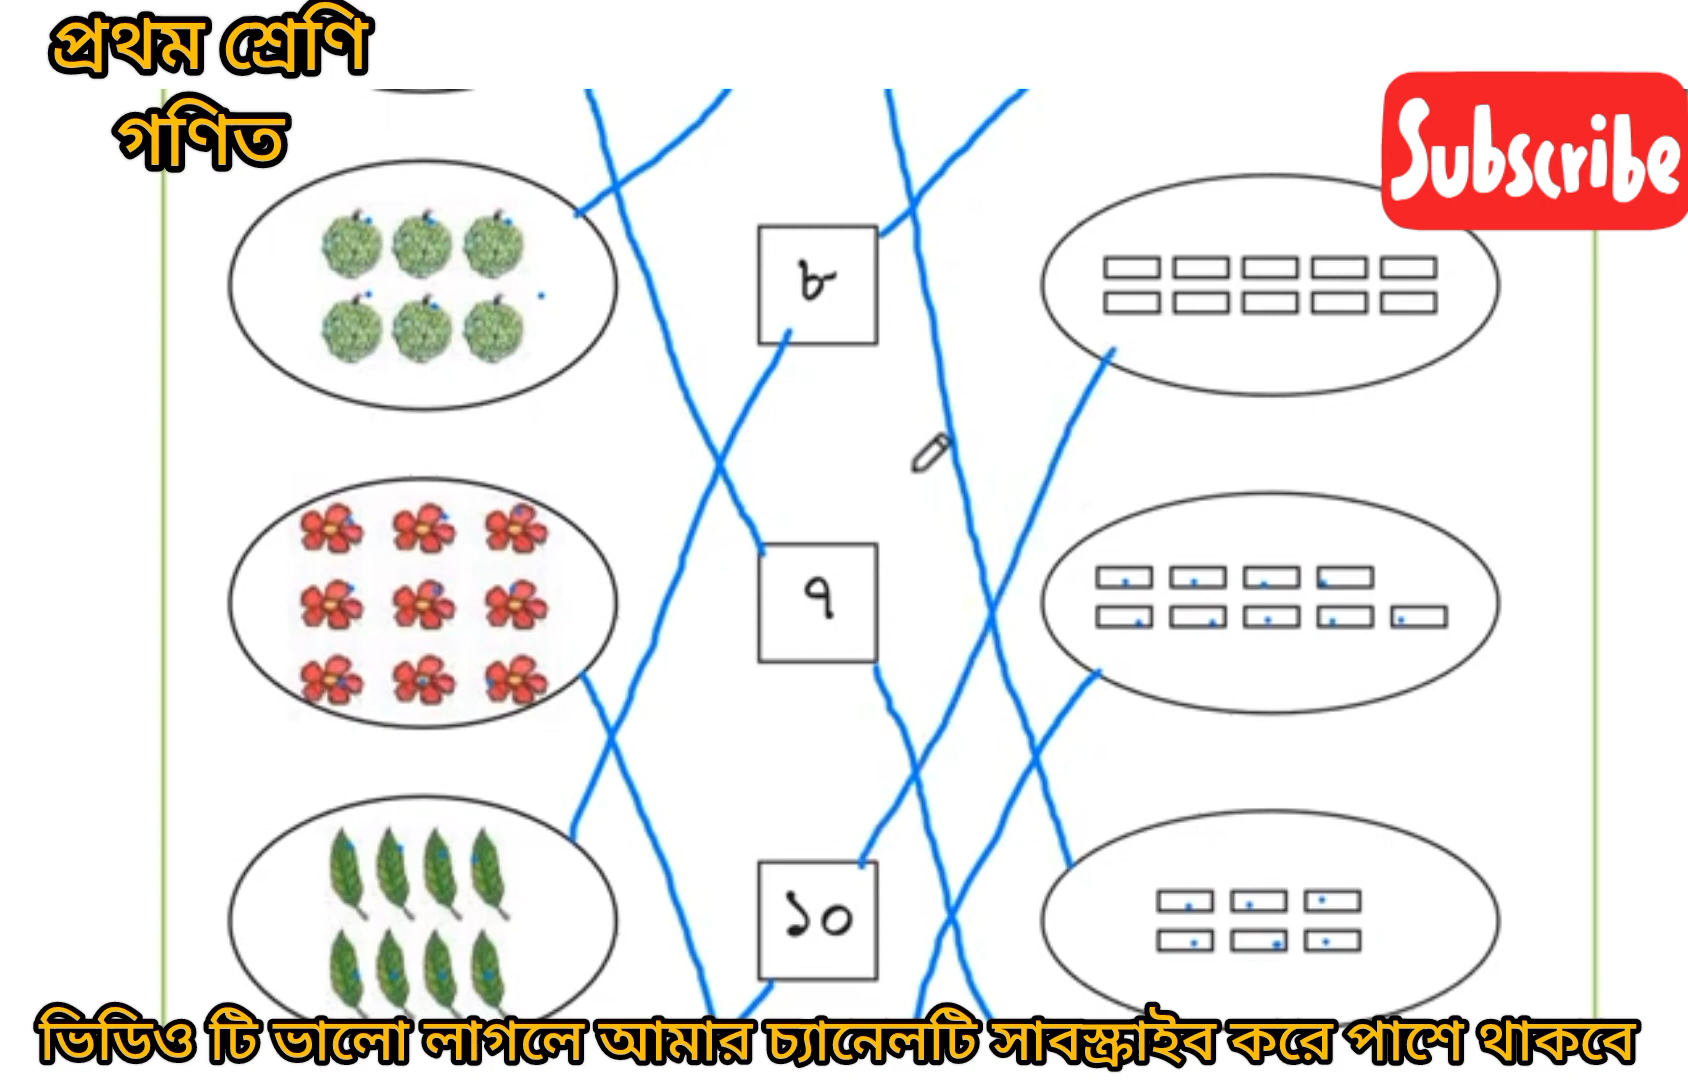 প্রথম শ্রেণি
গণিত
Subscribe
৮
৭
১০
ভিডিও টি ভালো লাগলে আমার চ্যানেলটি সাবস্ক্রাইব করে পাশে থাকবে